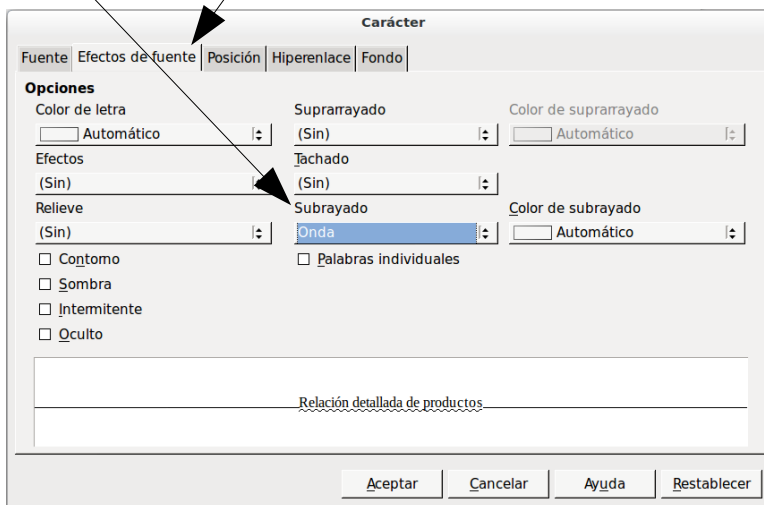 Carácter
Fuente Efectos de fuente Posición Hiperenlace Fondo
Opciones
Color de letra Suprarrayado Color de suprarrayado
Automático (Sin) Automático
Efectos Tachado
(Sin) (Sin)
Relieve Subrayado Color de subrayado
(Sin) Onda Automático
Contorno Palabras individuales
Sombra
Intermitente
Oculto
Relación detallada de productos
Aceptar Cancelar Ayuda Restablecer